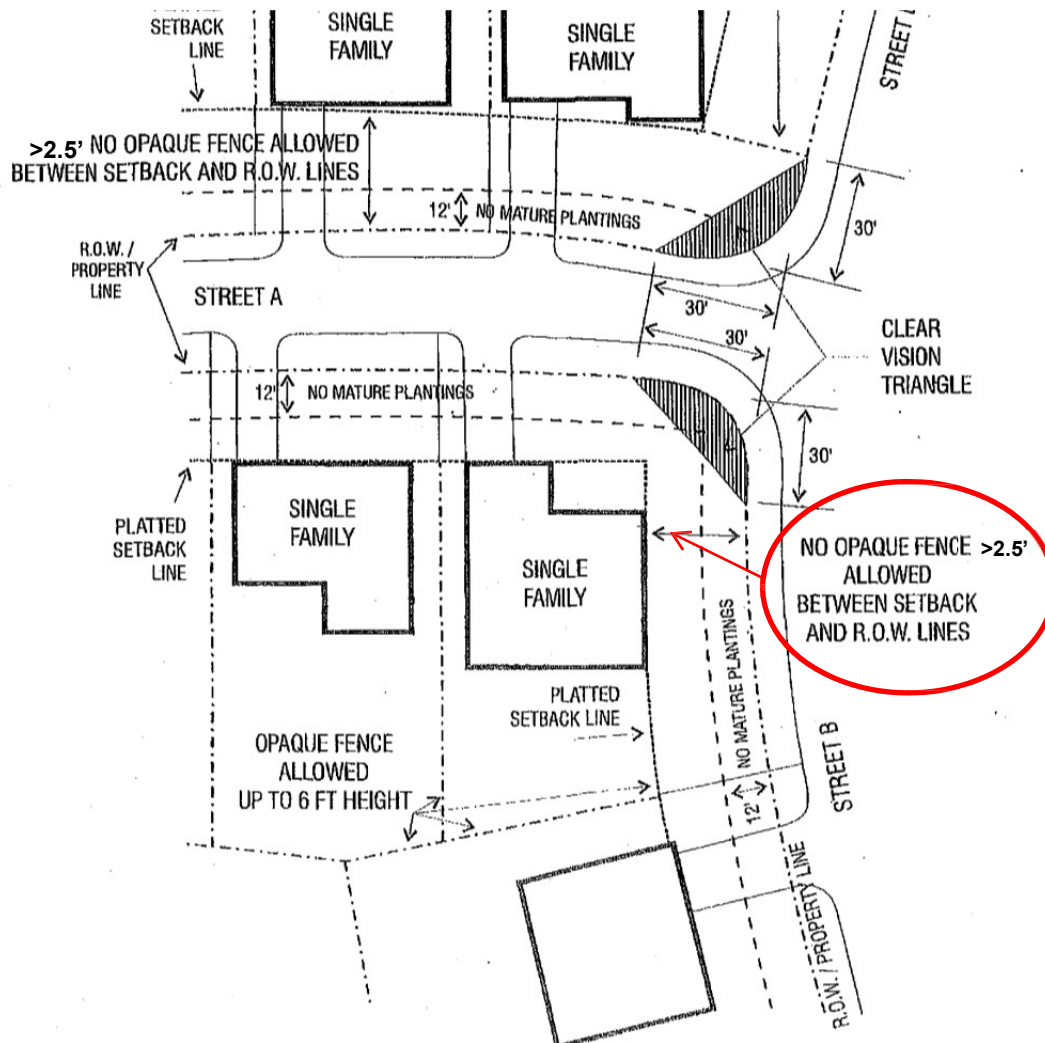 SETBACK
LINE
SINGLE
FAMILY
SINGLE
FAMILY
>2.5' NO OPAQUE FENCE ALLOWED
BETWEEN SETBACK AND R.O.W. LINES
12'
NO MATURE PLANTINGS
30'
R.O.W. /
PROPERTY
LINE
STREET A
30'
30'
CLEAR
VISION
TRIANGLE
12'
NO MATURE PLANTINGS
30'
PLATTED
SETBACK
LINE
SINGLE
FAMILY
SINGLE
FAMILY
NO OPAQUE FENCE >2.5'
ALLOWED
BETWEEN SETBACK
AND R.O.W. LINES
NO MATURE PLANTINGS
PLATTED
SETBACK LINE
OPAQUE FENCE
ALLOWED
UP TO 6 FT HEIGHT
12'
STREET B
R.O.W. / PROPERTY LINE
STREET